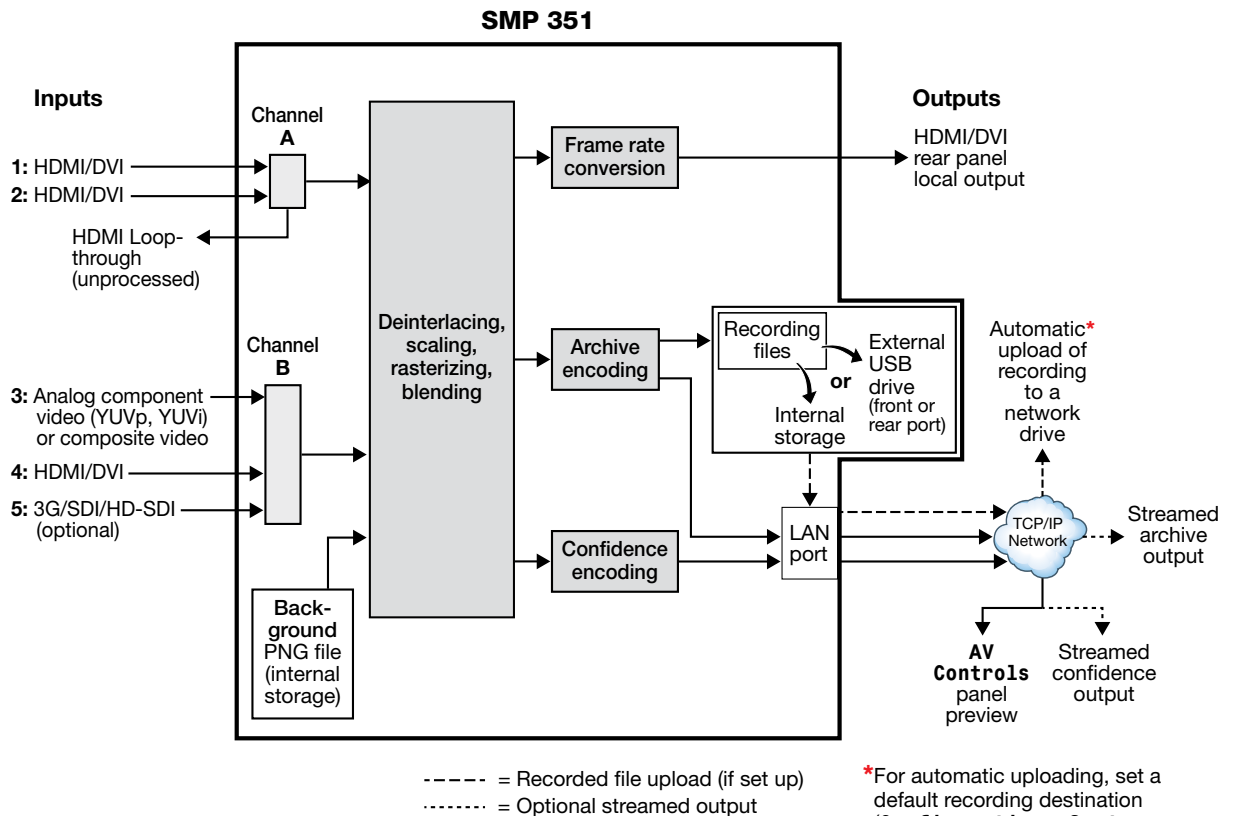 SMP 351
Inputs
Outputs
Channel
A
1: HDMI/DVI
2: HDMI/DVI
HDMI Loop-
through
(unprocessed)
Channel
B
3: Analog component
video (YUVp, YUVi)
or composite video
4: HDMI/DVI
5: 3G/SDI/HD-SDI
(optional)
Back-
ground
PNG file
(internal
storage)
Deinterlacing,
scaling,
rasterizing,
blending
Frame rate
conversion
HDMI/DVI
rear panel
local output
Archive
encoding
Recording
files
or
External
USB
drive
(front or
rear port)
Internal
storage
Confidence
encoding
LAN
port
Automatic*
upload of
recording
to a
network
drive
TCP/IP
Network
Streamed
archive
output
AV
Controls
panel
preview
Streamed
confidence
output
= Recorded file upload (if set up)
= Optional streamed output
*For automatic uploading, set a
default recording destination